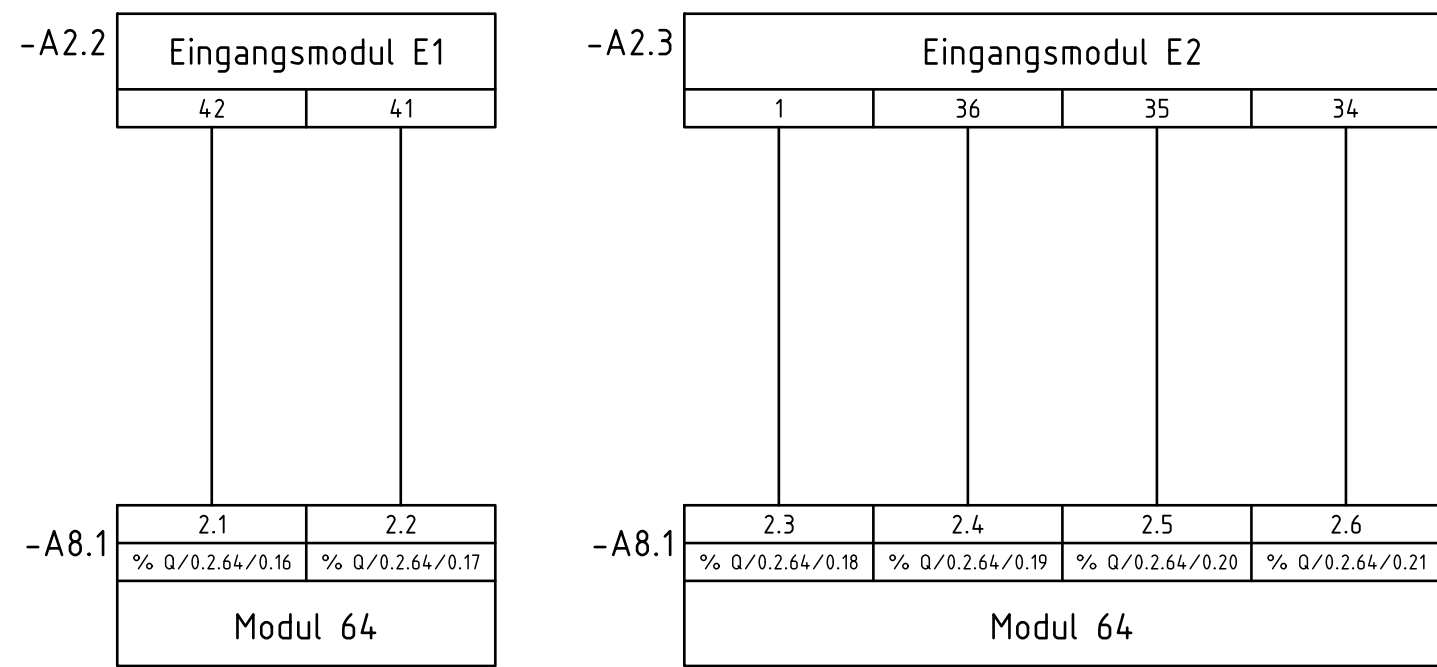 -A2.2 Eingangsmodul E1 -A2.3 Eingangsmodul E2
42 41 1 36 35 34
2.1 2.2 2.3 2.4 2.5 2.6
-A8.1 % Q/0.2.64/0.16 % Q/0.2.64/0.17 -A8.1 % Q/0.2.64/0.18 % Q/0.2.64/0.19 % Q/0.2.64/0.20 % Q/0.2.64/0.21
Modul 64 Modul 64